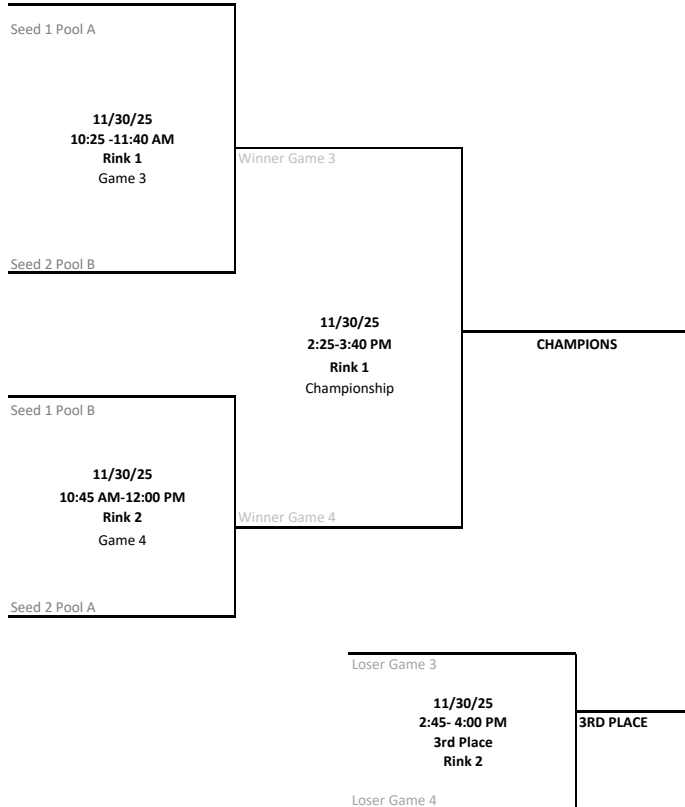 Seed 1 Pool A
11/30/25
10:25 -11:40 AM
Rink 1
Game 3
Winner Game 3
Seed 2 Pool B
11/30/25
2:25-3:40 PM
Rink 1
Championship
CHAMPIONS
Seed 1 Pool B
11/30/25
10:45 AM-12:00 PM
Rink 2
Game 4
Winner Game 4
Seed 2 Pool A
Loser Game 3
11/30/25
2:45- 4:00 PM
3rd Place
Rink 2
3RD PLACE
Loser Game 4